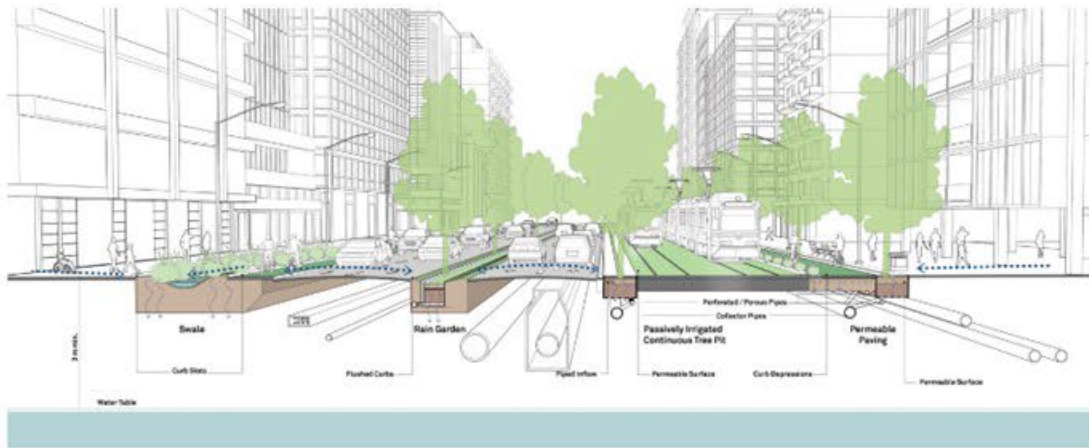 Perforated / Porous Pipes
Collector Pipes
Swale
Rain Garden
Passively Irrigated
Continuous Tree Pit
Permeable
Paving
3 m min.
Curb Slots
Flushed Curbs
Piped Inflow
Permeable Surface
Curb Depressions
Permeable Surface
Water Table